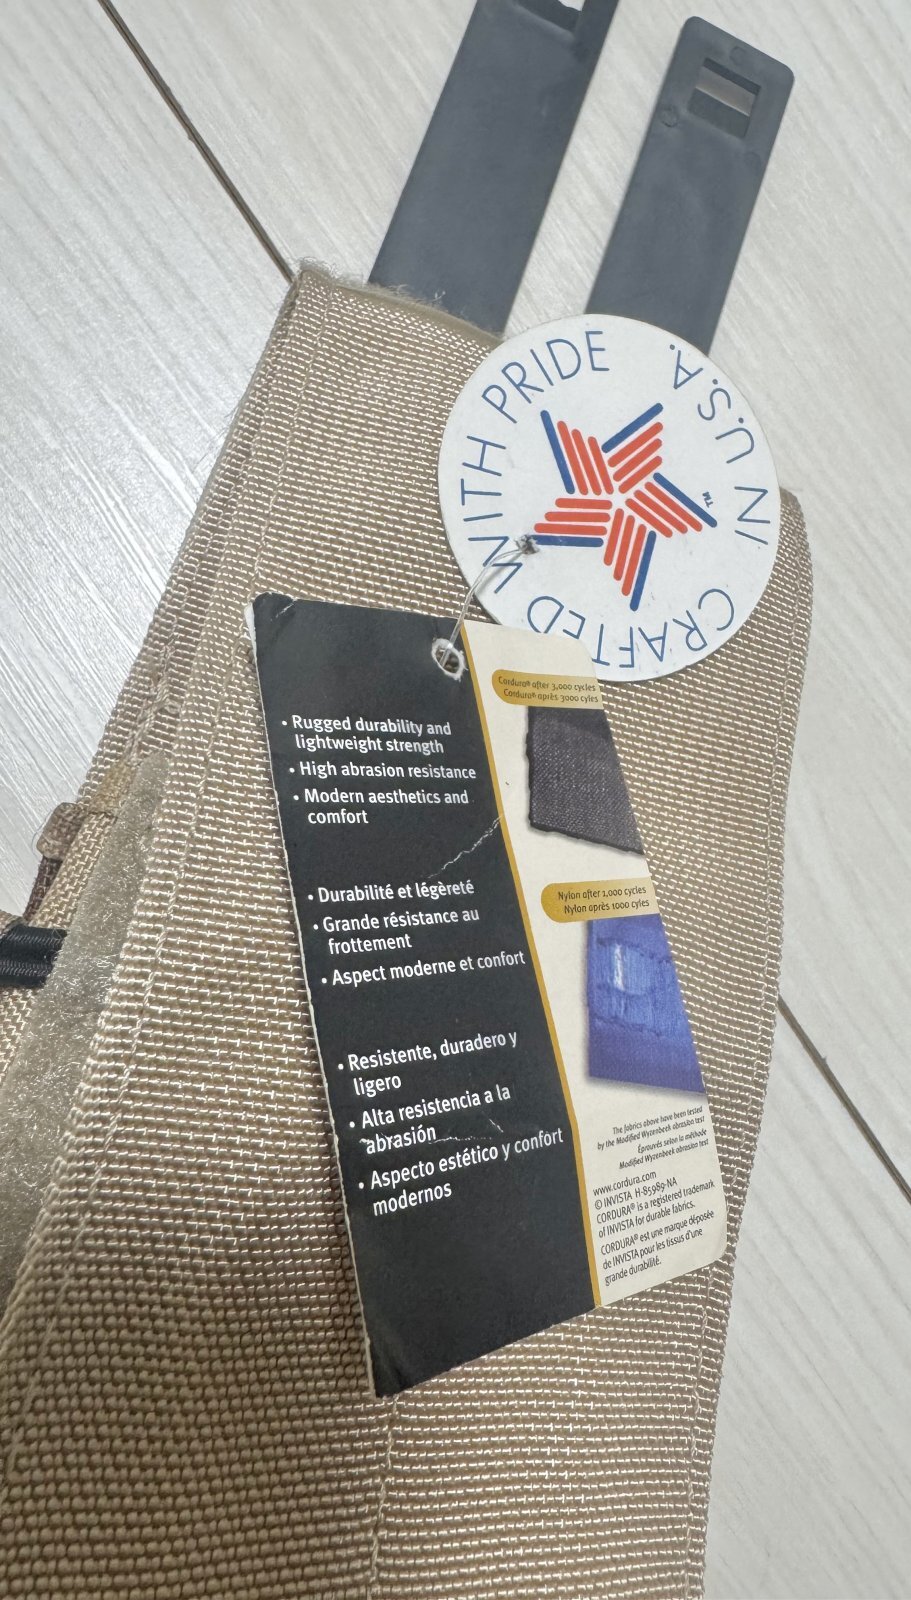 CRAFTED WITH PRIDE IN U.S.A.
TM
• Rugged durability and
lightweight strength
• High abrasion resistance
• Modern aesthetics and
comfort
• Durabilité et légèreté
• Grande résistance au
frottement
• Aspect moderne et confort
• Resistente, duradero y
ligero
• Alta resistencia a la
abrasión
• Aspecto estético y confort
modernos
Cordura® after 3,000 cycles
Cordura® après 3000 cyles
Nylon after 1,000 cycles
Nylon après 1000 cyles
The fabrics above have been tested
by the Modified Wyzenbeek abrasion test
Éprouvés selon la méthode
Modified Wyzenbeek abrasion test
www.cordura.com
© INVISTA H-85989-NA
CORDURA® is a registered trademark
of INVISTA for durable fabrics.
CORDURA® est une marque déposée
de INVISTA pour les tissus d'une
grande durabilité.